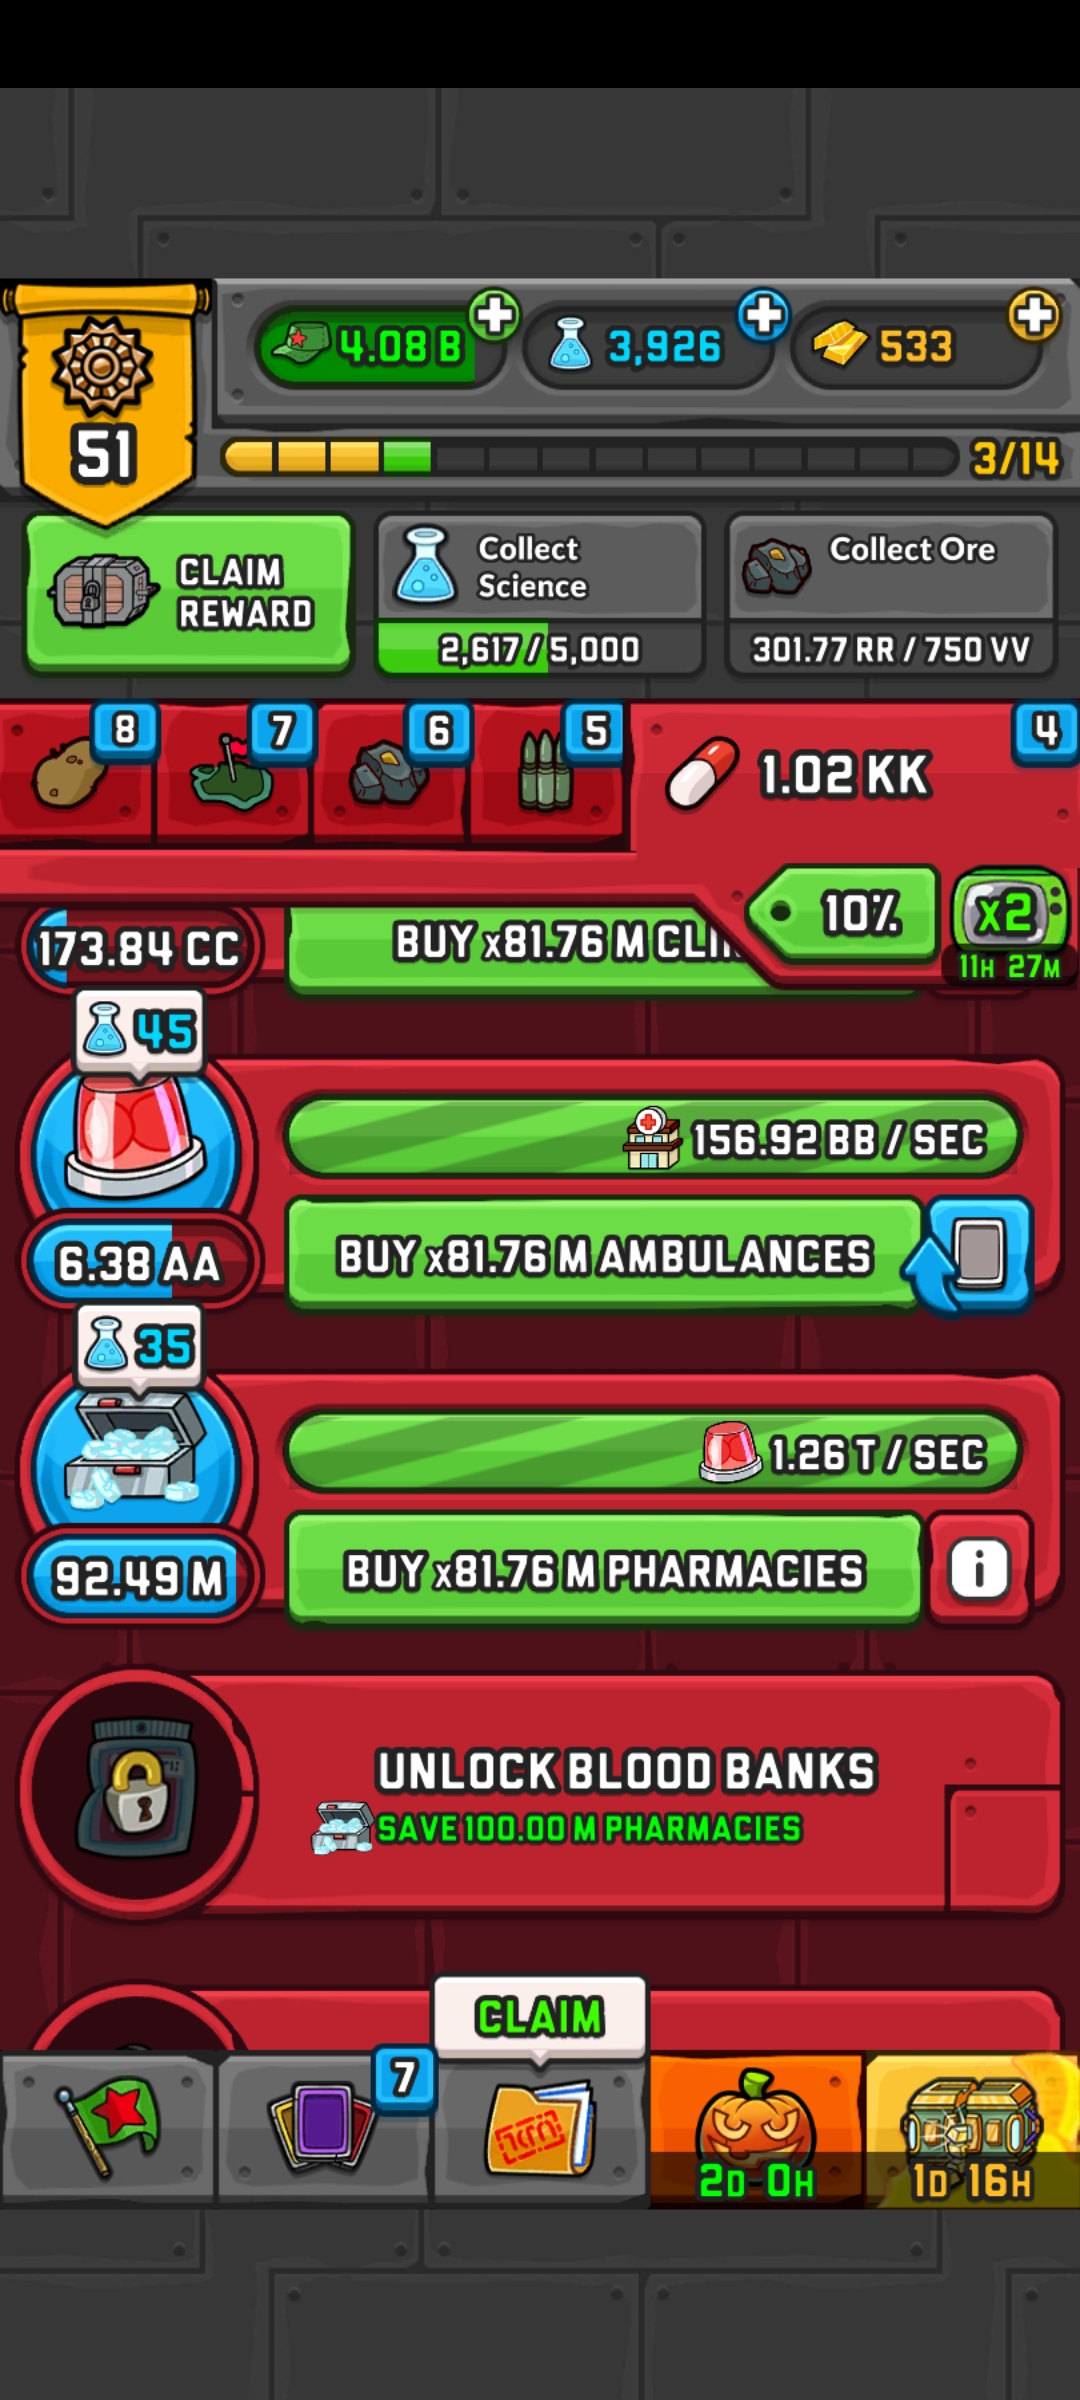 4.08 B
3,926
533
51
3/14
CLAIM
REWARD
Collect
Science
2,617 / 5,000
Collect Ore
301.77 RR / 750 VV
8
7
6
5
4
1.02 KK
10%
x2
11H 27M
173.84 CC
BUY x81.76 M
45
156.92 BB / SEC
6.38 AA
BUY x81.76 M AMBULANCES
35
1.26 T / SEC
92.49 M
BUY x81.76 M PHARMACIES
i
UNLOCK BLOOD BANKS
SAVE 100.00 M PHARMACIES
CLAIM
7
2D 0H
1D 16H